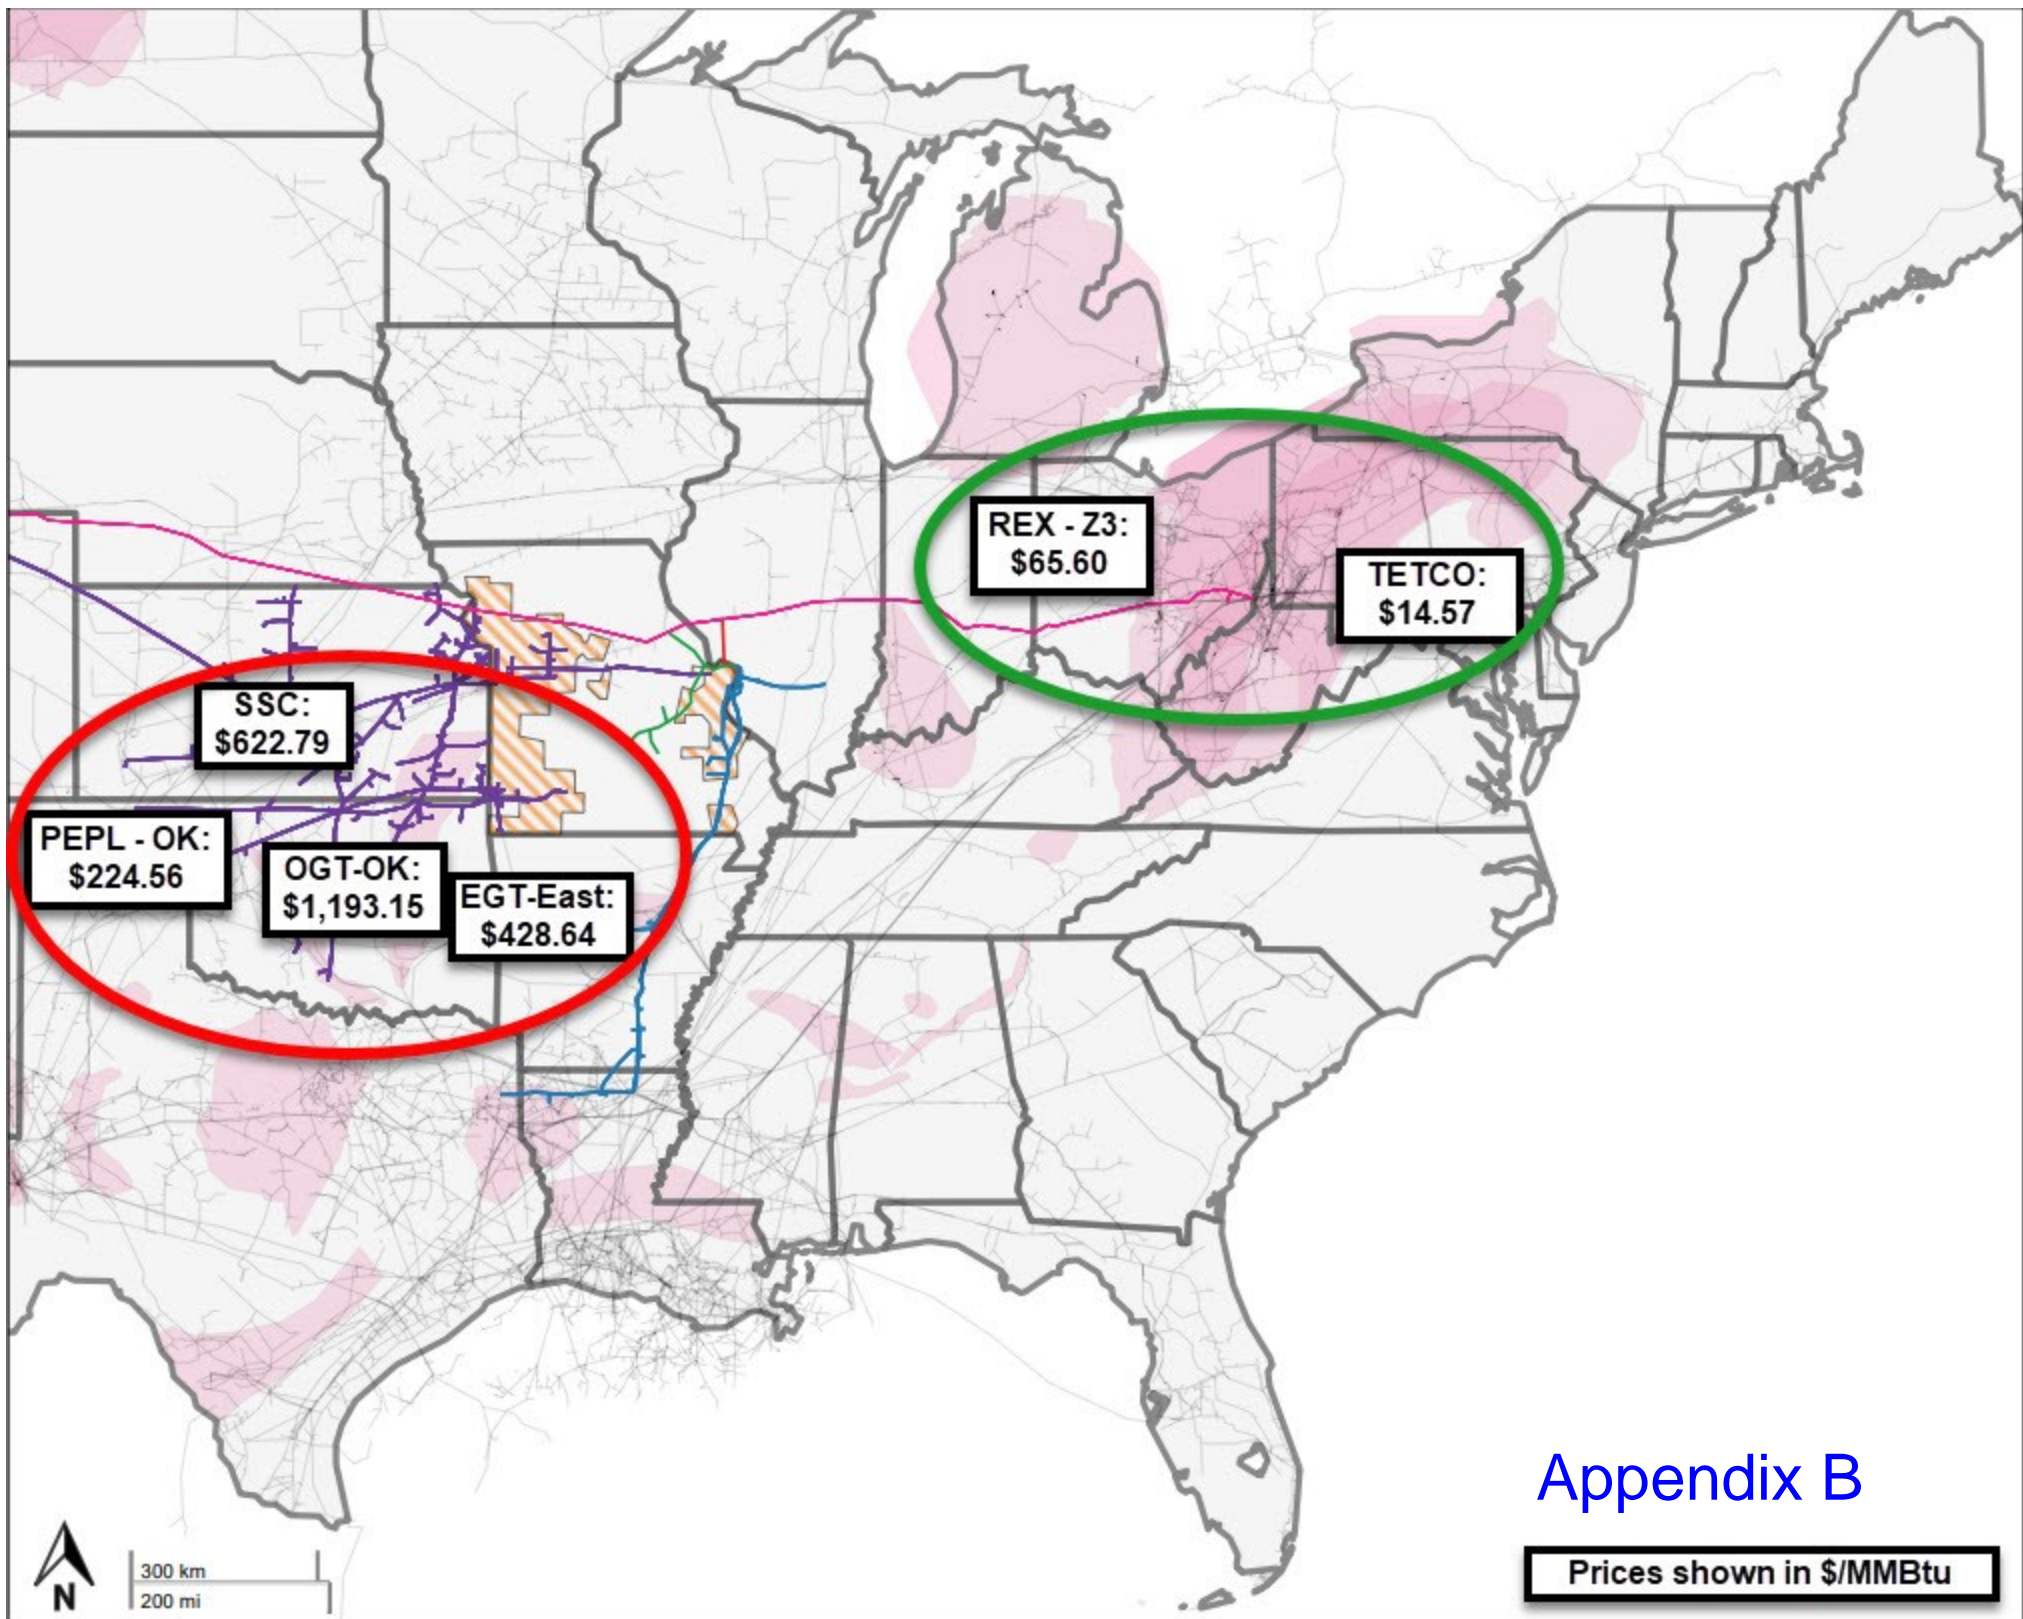 REX - Z3:
$65.60
TETCO:
$14.57
SSC:
$622.79
PEPL - OK:
$224.56
OGT-OK:
$1,193.15
EGT-East:
$428.64
Appendix B
Prices shown in $/MMBtu
N
300 km
200 mi